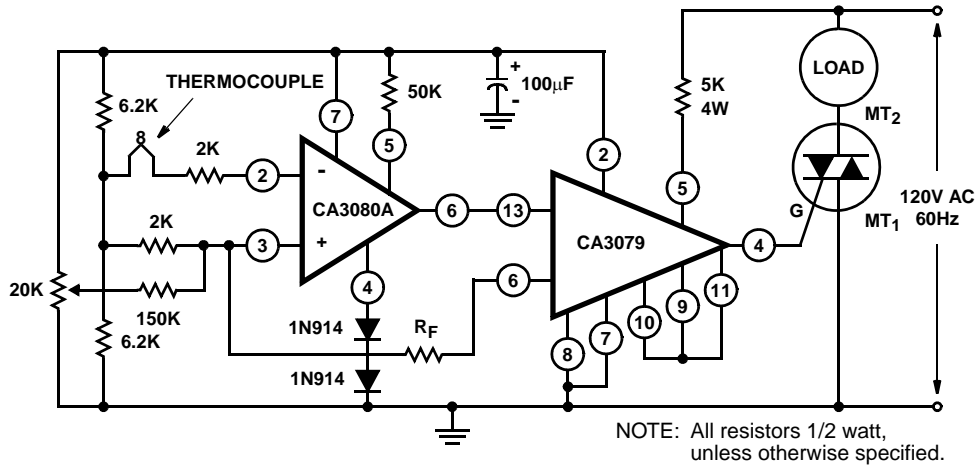 THERMOCOUPLE
6.2K
8
2K
2
7
50K
5
+
-
100μF
2
5K
4W
LOAD
MT2
MT1
G
120V AC
60Hz
-
CA3080A
+
6
13
5
CA3079
4
2K
3
20K
150K
6.2K
4
1N914
1N914
RF
6
8
7
10
9
11
NOTE: All resistors 1/2 watt,
unless otherwise specified.